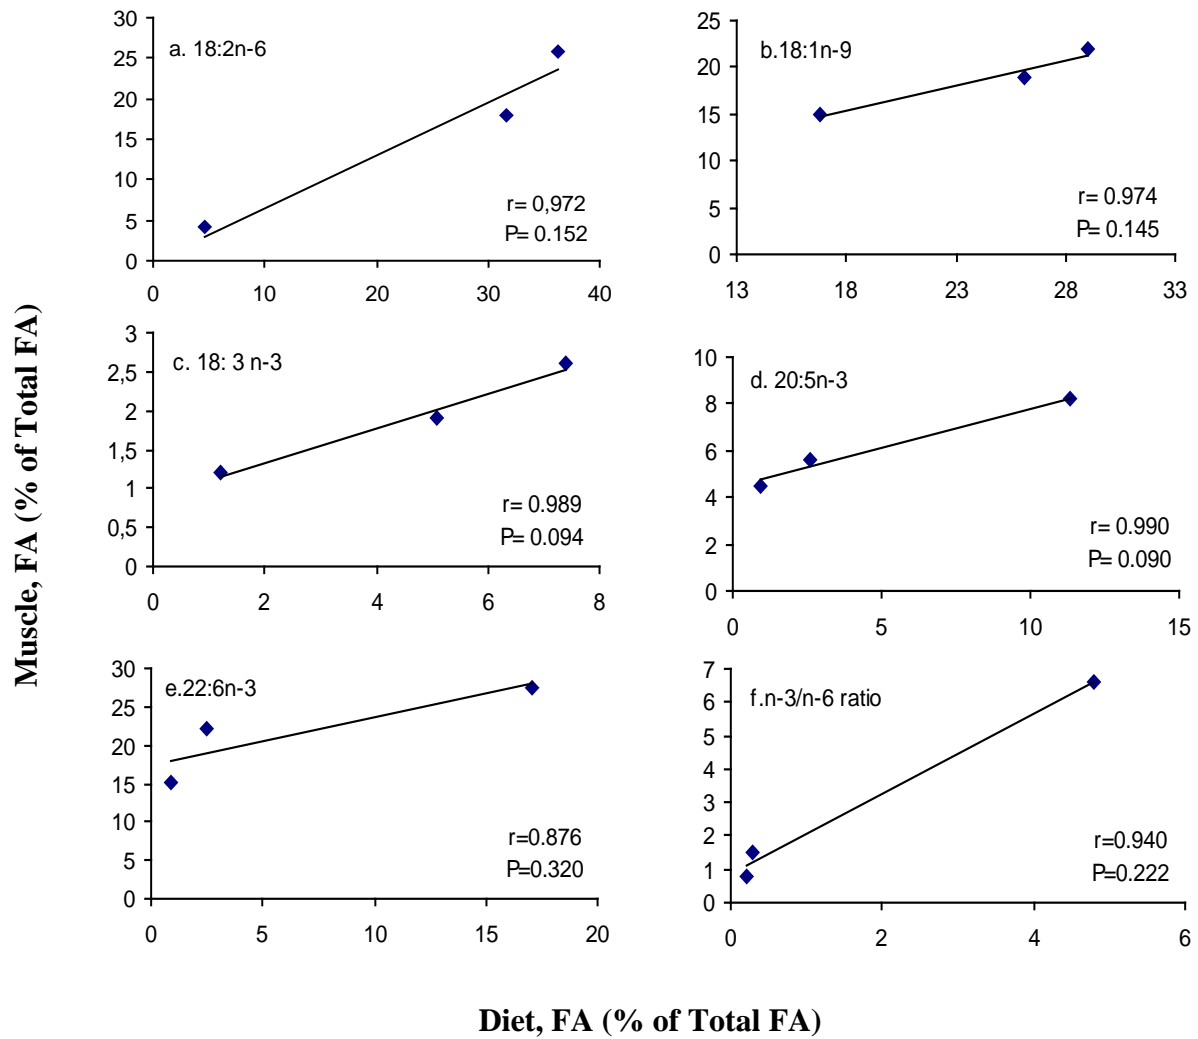 Muscle, FA (% of Total FA)
a. 18:2n-6
30
25
20
15
10
5
0
r= 0,972
P= 0.152
0 10 20 30 40
b.18:1n-9
25
20
15
10
5
0
r= 0.974
P= 0.145
13 18 23 28 33
c. 18: 3 n-3
3
2,5
2
1,5
1
0,5
0
r= 0.989
P= 0.094
0 2 4 6 8
d. 20:5n-3
10
8
6
4
2
0
r= 0.990
P= 0.090
0 5 10 15
e.22:6n-3
30
25
20
15
10
5
0
r=0.876
P=0.320
0 5 10 15 20
f.n-3/n-6 ratio
7
6
5
4
3
2
1
0
r=0.940
P=0.222
0 2 4 6
Diet, FA (% of Total FA)